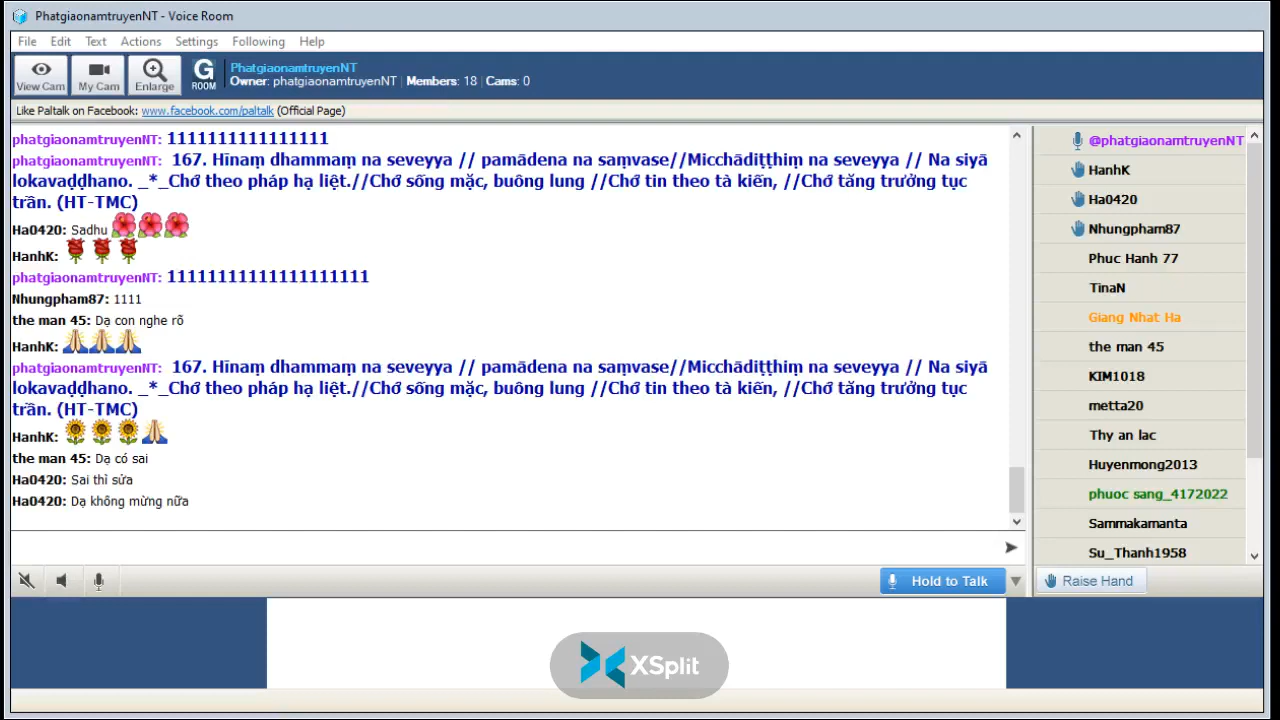 PhatgiaonamtruyenNT - Voice Room
File Edit Text Actions Settings Following Help
View Cam My Cam Enlarge G ROOM
PhatgiaonamtruyenNT
Owner: phatgiaonamtruyenNT | Members: 18 | Cams: 0
Like Paltalk on Facebook: www.facebook.com/paltalk (Official Page)
phatgiaonamtruyenNT: 1111111111111111
phatgiaonamtruyenNT: 167. Hīnaṃ dhammaṃ na seveyya // pamādena na saṃvase//Micchādiṭṭhiṃ na seveyya // Na siyā
lokavaḍḍhano. _*_Chớ theo pháp hạ liệt.//Chớ sống mặc, buông lung //Chớ tin theo tà kiến, //Chớ tăng trưởng tục
trần. (HT-TMC)
Ha0420: Sadhu
HanhK:
phatgiaonamtruyenNT: 11111111111111111111
Nhungpham87: 1111
the man 45: Dạ con nghe rõ
HanhK:
phatgiaonamtruyenNT: 167. Hīnaṃ dhammaṃ na seveyya // pamādena na saṃvase//Micchādiṭṭhiṃ na seveyya // Na siyā
lokavaḍḍhano. _*_Chớ theo pháp hạ liệt.//Chớ sống mặc, buông lung //Chớ tin theo tà kiến, //Chớ tăng trưởng tục
trần. (HT-TMC)
HanhK:
the man 45: Dạ có sai
Ha0420: Sai thì sửa
Ha0420: Dạ không mừng nữa
@phatgiaonamtruyenNT
HanhK
Ha0420
Nhungpham87
Phuc Hanh 77
TinaN
Giang Nhat Ha
the man 45
KIM1018
metta20
Thy an lac
Huyenmong2013
phuoc sang_4172022
Sammakamanta
Su_Thanh1958
Hold to Talk
Raise Hand
XSplit